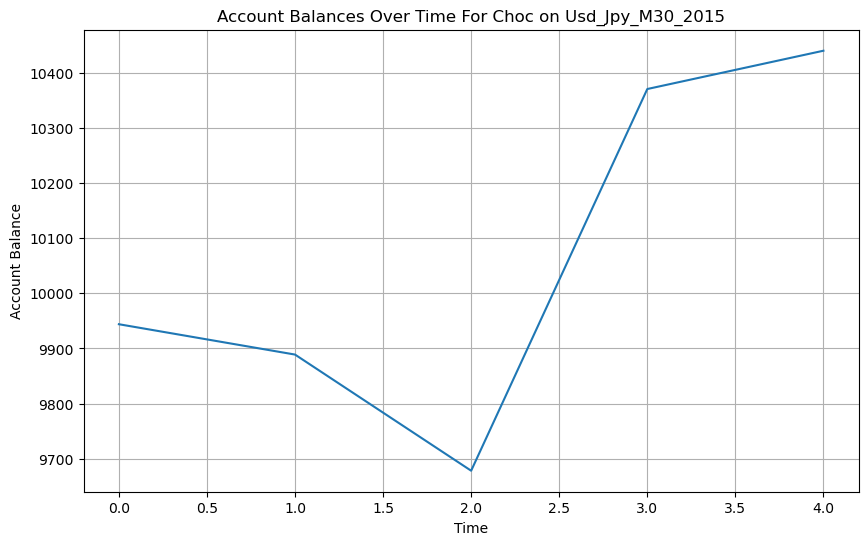 Account Balances Over Time For Choc on Usd_Jpy_M30_2015
Account Balance
10400
10300
10200
10100
10000
9900
9800
9700
0.0 0.5 1.0 1.5 2.0 2.5 3.0 3.5 4.0
Time